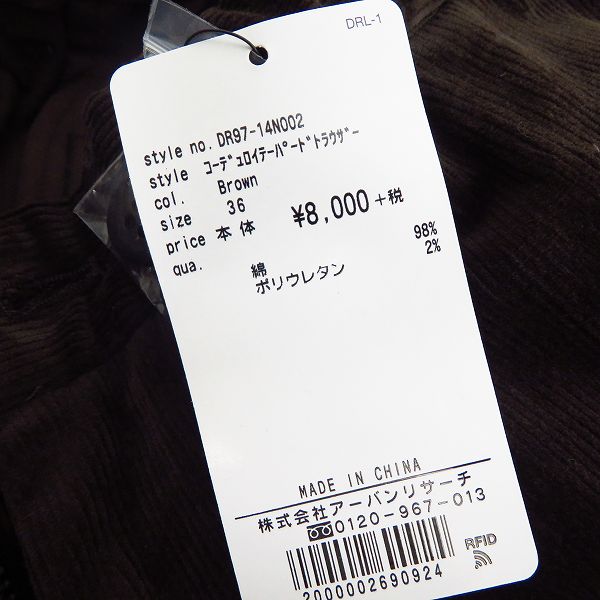 DRL-1
style no. DR97-14N002
style ｺｰﾃﾞｭﾛｲﾃｰﾊﾟｰﾄﾞﾄﾗｳｻﾞｰ
col. Brown
size 36
price 本体 ¥8,000+税
qua. 綿 98%
ポリウレタン 2%
MADE IN CHINA
株式会社アーバンリサーチ
0120-967-013
RFID
2000002690924